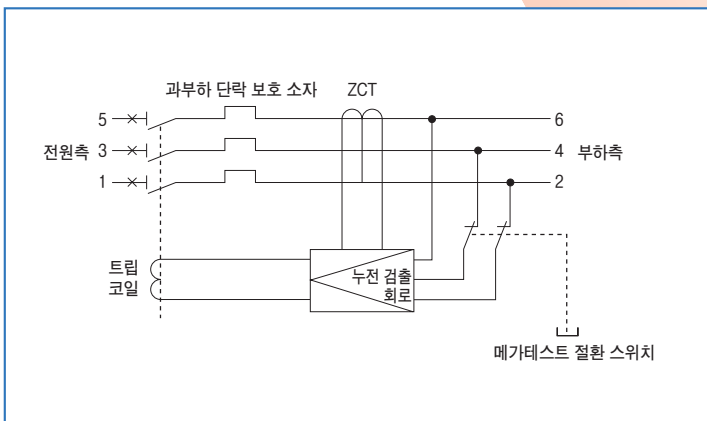 과부하 단락 보호 소자
ZCT
5
6
전원측 3
4 부하측
1
2
트립
코일
누전 검출
회로
메가테스트 절환 스위치